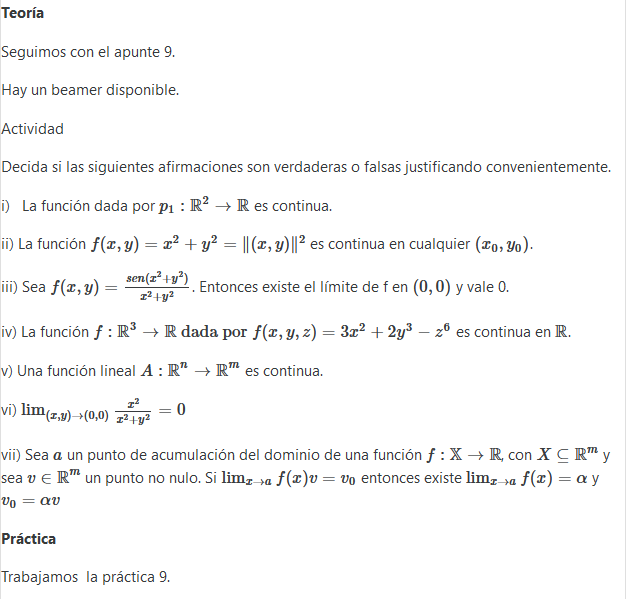 Teoría
Seguimos con el apunte 9.
Hay un beamer disponible.
Actividad
Decida si las siguientes afirmaciones son verdaderas o falsas justificando convenientemente.
i) La función dada por $p_1 : \mathbb{R}^2 \to \mathbb{R}$ es continua.
ii) La función $f(x, y) = x^2 + y^2 = \|(x, y)\|^2$ es continua en cualquier $(x_0, y_0)$.
iii) Sea $f(x, y) = \frac{sen(x^2+y^2)}{x^2+y^2}$. Entonces existe el límite de f en $(0, 0)$ y vale 0.
iv) La función $f : \mathbb{R}^3 \to \mathbb{R}$ dada por $f(x, y, z) = 3x^2 + 2y^3 - z^6$ es continua en $\mathbb{R}$.
v) Una función lineal $A : \mathbb{R}^n \to \mathbb{R}^m$ es continua.
vi) $\lim_{(x,y)\to(0,0)} \frac{x^2}{x^2+y^2} = 0$
vii) Sea $a$ un punto de acumulación del dominio de una función $f : \mathbb{X} \to \mathbb{R}$, con $X \subseteq \mathbb{R}^m$ y
sea $v \in \mathbb{R}^m$ un punto no nulo. Si $\lim_{x\to a} f(x)v = v_0$ entonces existe $\lim_{x\to a} f(x) = \alpha$ y
$v_0 = \alpha v$
Práctica
Trabajamos la práctica 9.